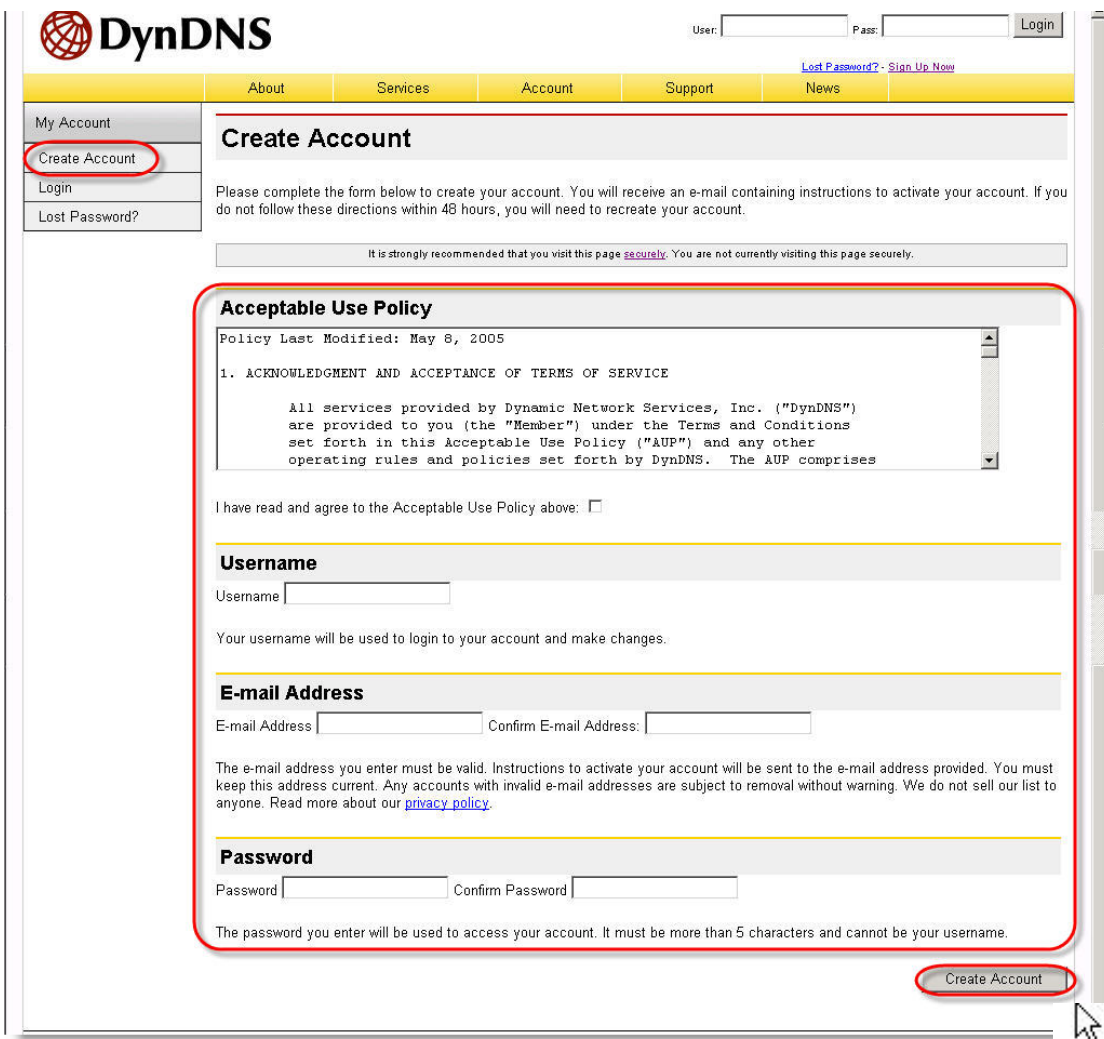 DynDNS
User: Pass: Login
Lost Password? - Sign Up Now
About Services Account Support News
My Account
Create Account
Login
Lost Password?
Create Account
Please complete the form below to create your account. You will receive an e-mail containing instructions to activate your account. If you
do not follow these directions within 48 hours, you will need to recreate your account.
It is strongly recommended that you visit this page securely. You are not currently visiting this page securely.
Acceptable Use Policy
Policy Last Modified: May 8, 2005
1. ACKNOWLEDGMENT AND ACCEPTANCE OF TERMS OF SERVICE
All services provided by Dynamic Network Services, Inc. ("DynDNS")
are provided to you (the "Member") under the Terms and Conditions
set forth in this Acceptable Use Policy ("AUP") and any other
operating rules and policies set forth by DynDNS. The AUP comprises
I have read and agree to the Acceptable Use Policy above:
Username
Username
Your username will be used to login to your account and make changes.
E-mail Address
E-mail Address Confirm E-mail Address:
The e-mail address you enter must be valid. Instructions to activate your account will be sent to the e-mail address provided. You must
keep this address current. Any accounts with invalid e-mail addresses are subject to removal without warning. We do not sell our list to
anyone. Read more about our privacy policy.
Password
Password Confirm Password
The password you enter will be used to access your account. It must be more than 5 characters and cannot be your username.
Create Account